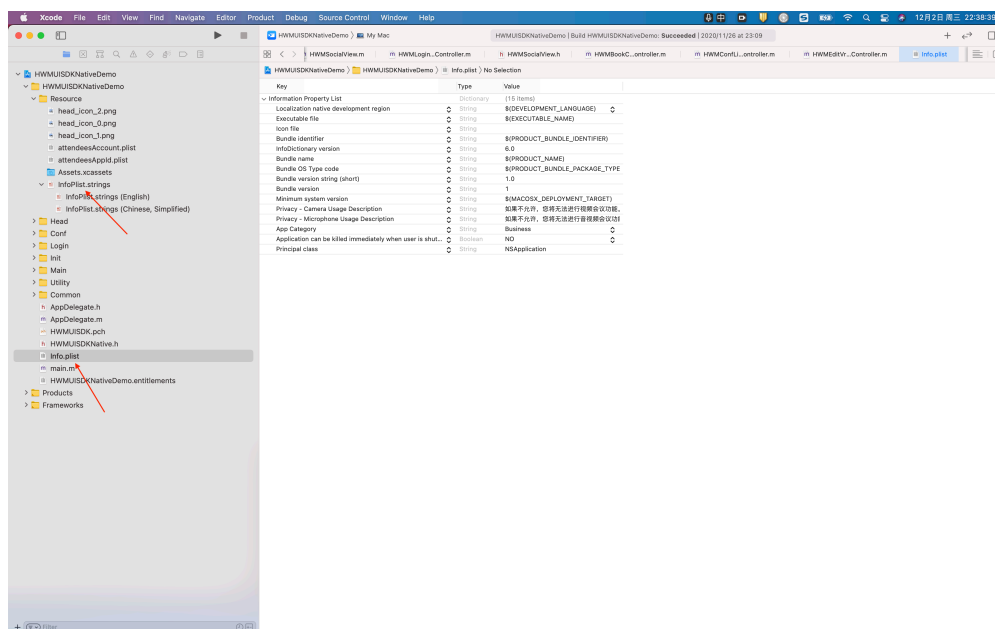 Xcode File Edit View Find Navigate Editor Product Debug Source Control Window Help 中 12月2日 周三 22:38:39
HWMUISDKNativeDemo My Mac HWMUISDKNativeDemo | Build HWMUISDKNativeDemo: Succeeded | 2020/11/26 at 23:09
HWMSocialView.m HWMLogin...Controller.m HWMSocialView.h HWMBookC...ontroller.m HWMConfLi...ontroller.m HWMEditVr...Controller.m Info.plist
HWMUISDKNativeDemo HWMUISDKNativeDemo Info.plist No Selection
HWMUISDKNativeDemo
HWMUISDKNativeDemo
Resource
head_icon_2.png
head_icon_0.png
head_icon_1.png
attendeesAccount.plist
attendeesAppId.plist
Assets.xcassets
InfoPlist.strings
InfoPlist.strings (English)
InfoPlist.strings (Chinese, Simplified)
Head
Conf
Login
Init
Main
Utility
Common
AppDelegate.h
AppDelegate.m
HWMUISDK.pch
HWMUISDKNative.h
Info.plist
main.m
HWMUISDKNativeDemo.entitlements
Products
Frameworks
Filter
Key Type Value
Information Property List Dictionary (15 items)
Localization native development region String $(DEVELOPMENT_LANGUAGE)
Executable file String $(EXECUTABLE_NAME)
Icon file String
Bundle identifier String $(PRODUCT_BUNDLE_IDENTIFIER)
InfoDictionary version String 6.0
Bundle name String $(PRODUCT_NAME)
Bundle OS Type code String $(PRODUCT_BUNDLE_PACKAGE_TYPE
Bundle version string (short) String 1.0
Bundle version String 1
Minimum system version String $(MACOSX_DEPLOYMENT_TARGET)
Privacy - Camera Usage Description String 如果不允许，您将无法进行视频会议功能。
Privacy - Microphone Usage Description String 如果不允许，您将无法进行音视频会议功
App Category String Business
Application can be killed immediately when user is shut... Boolean NO
Principal class String NSApplication